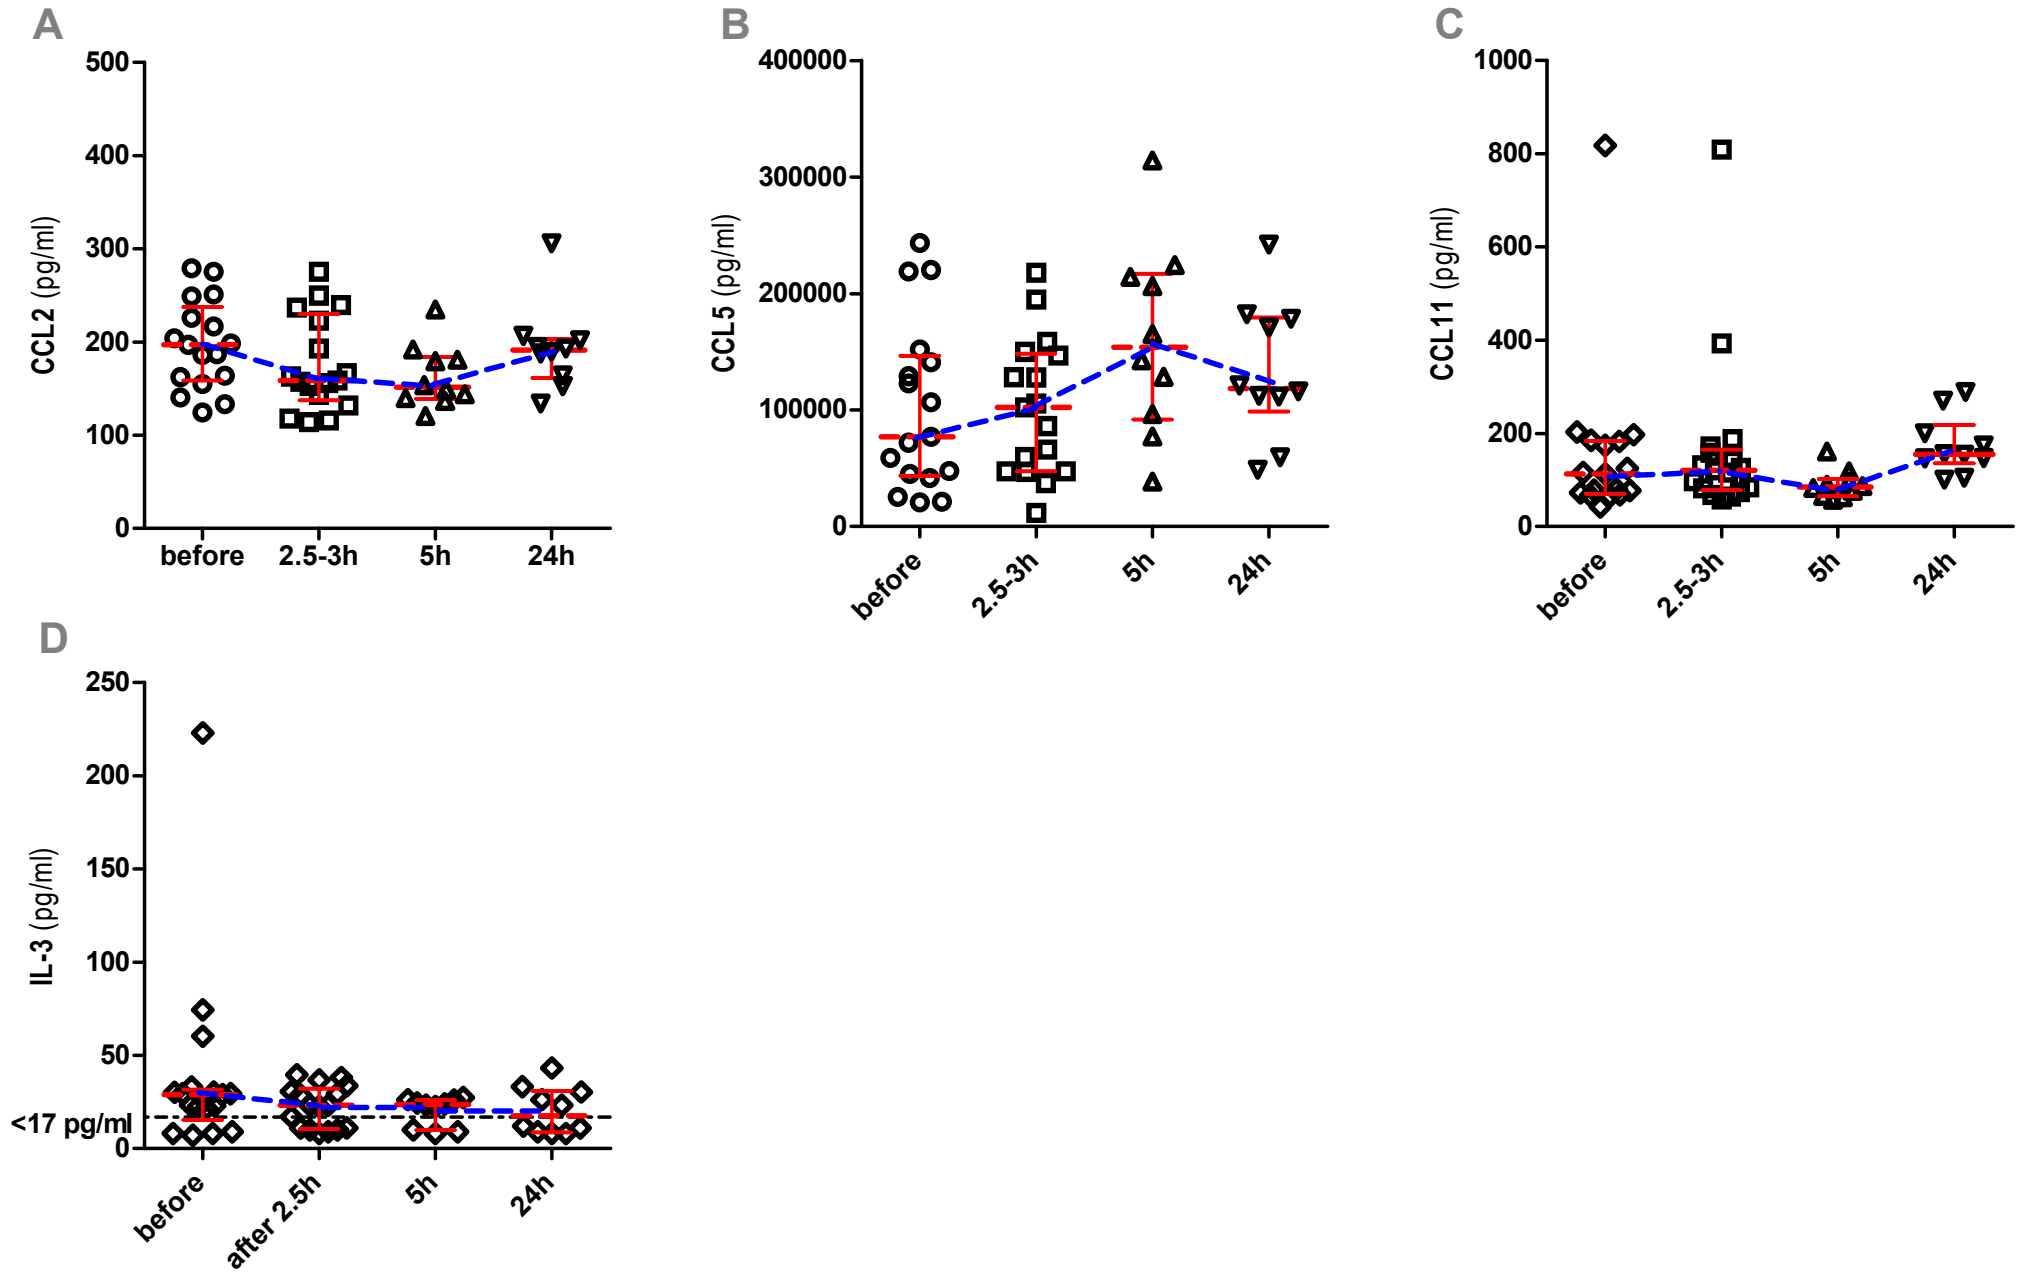 A
CCL2 (pg/ml)
500
400
300
200
100
0
before 2.5-3h 5h 24h
B
CCL5 (pg/ml)
400000
300000
200000
100000
0
before 2.5-3h 5h 24h
C
CCL11 (pg/ml)
1000
800
600
400
200
0
before 2.5-3h 5h 24h
D
IL-3 (pg/ml)
250
200
150
100
50
<17 pg/ml
0
before after 2.5h 5h 24h